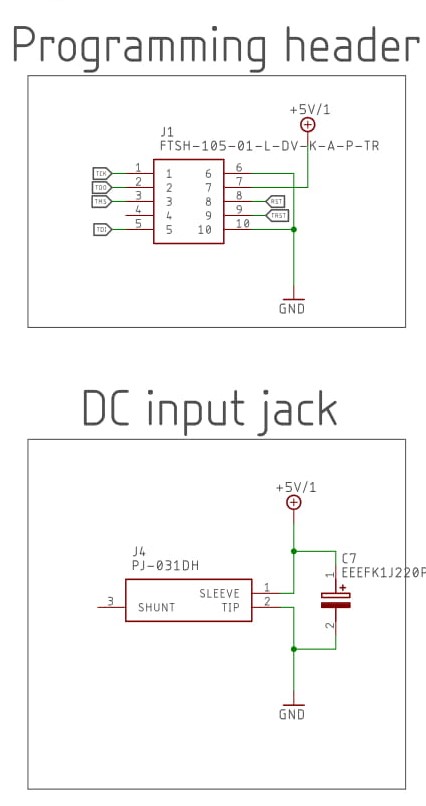 Programming header
+5V/1
J1
FTSH-105-01-L-DV-K-A-P-TR
TCK 1 1 6 6
TDO 2 2 7 7
TMS 3 3 8 8 RST
4 4 9 9 TRST
TDI 5 5 10 10
GND
DC input jack
+5V/1
J4
PJ-031DH
C7
EEEFK1J220P
1
+
SLEEVE 1
3 SHUNT TIP 2
2
GND